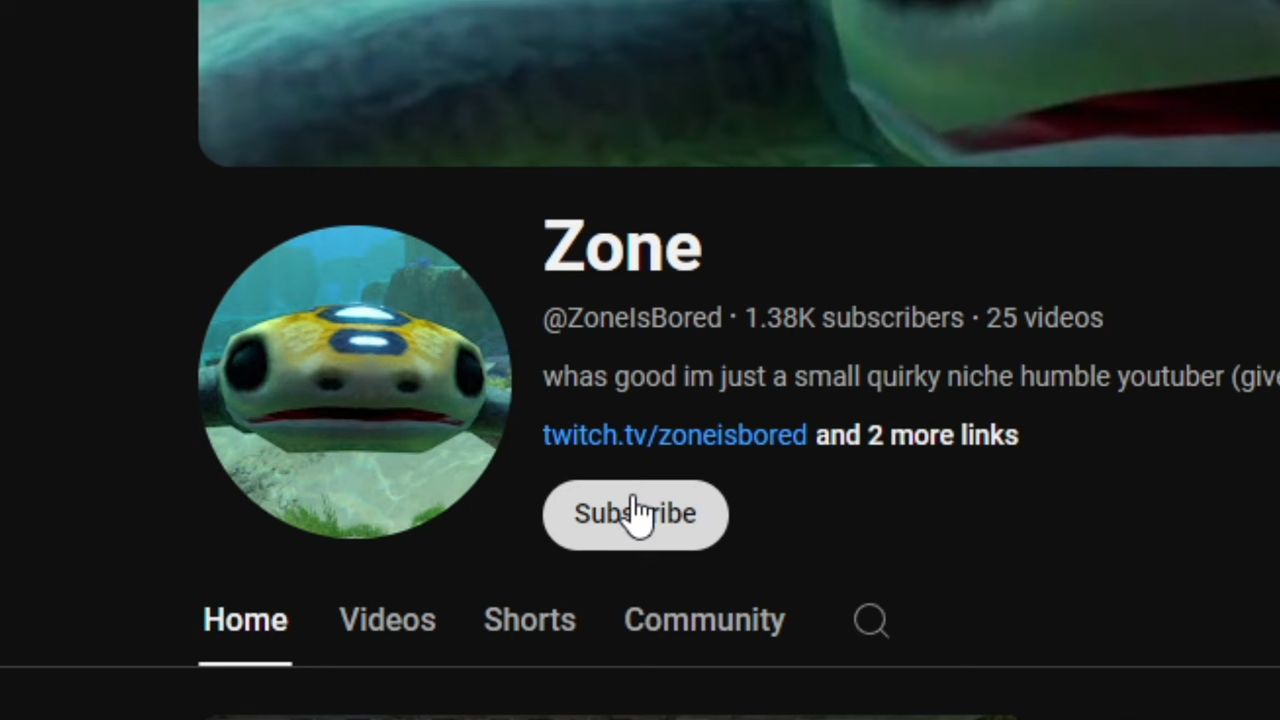 Zone
@ZoneIsBored · 1.38K subscribers · 25 videos
whas good im just a small quirky niche humble youtuber (give
twitch.tv/zoneisbored and 2 more links
Subscribe
Home Videos Shorts Community